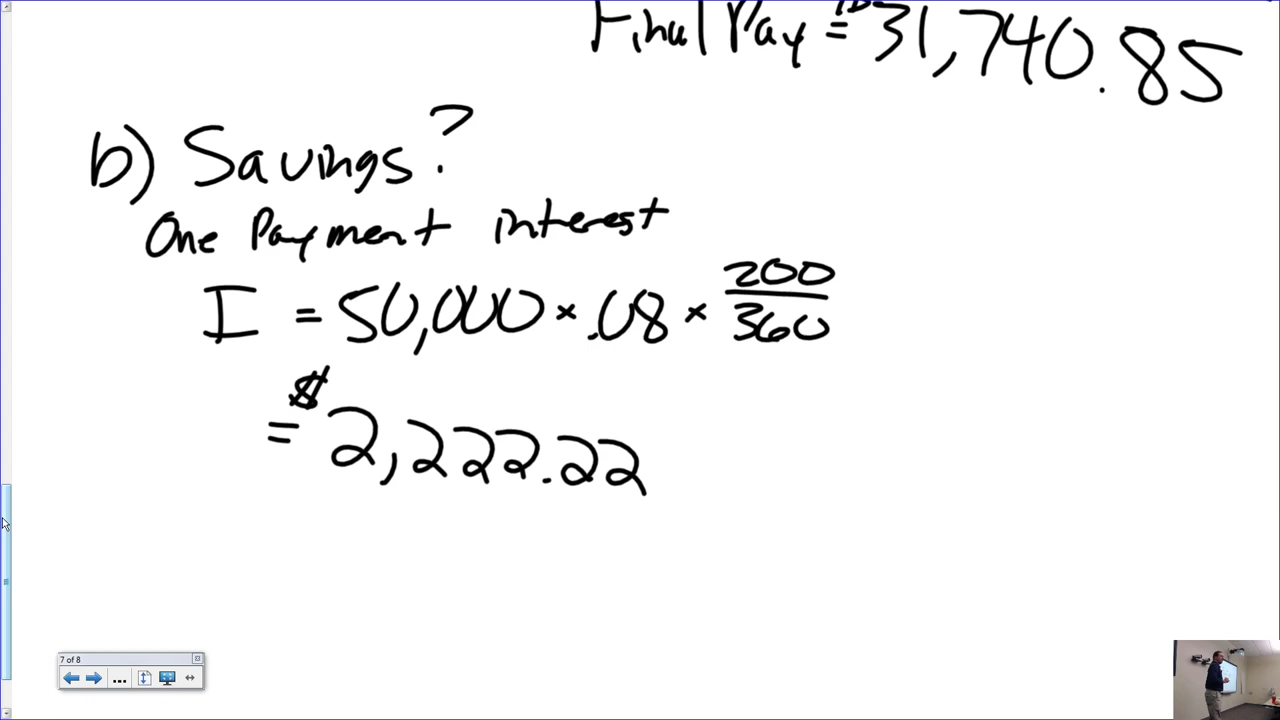 Final Pay = 31,740.85
b) Savings?
One Payment interest
I = 50,000 × .08 × 200/360
= $2,222.22
7 of 8
...